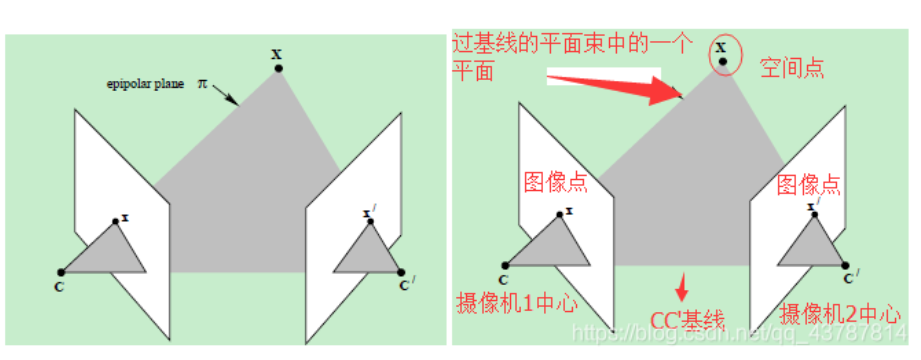 X
epipolar plane π
x
x /
C
C /
过基线的平面束中的一个
平面
X
空间点
图像点
图像点
x
x /
C
C /
摄像机1中心
CC'基线
摄像机2中心
https://blog.csdn.net/qq_43787814